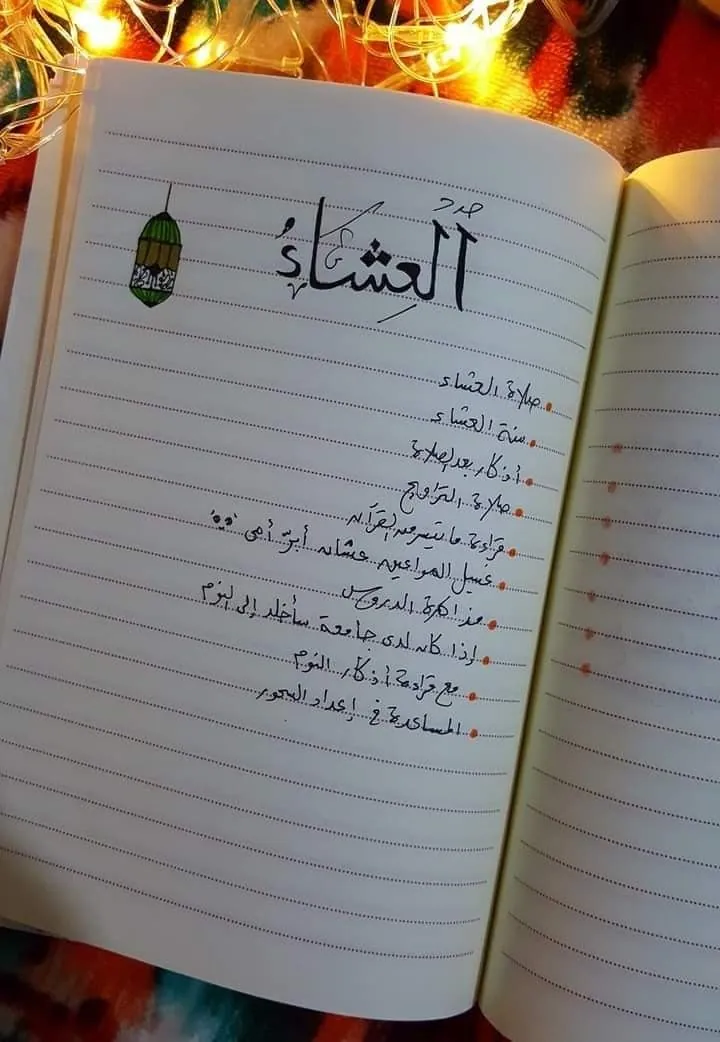 العِشَاءُ
صلاة العشاء
سنة العشاء
أذكار بعد الصلاة
صلاة التراويح
قراءة ما تيسر من القرآن
غسيل المواعين عشان أبرّ أمي
مذاكرة الدروس
إذا كان لدي جامعة سأخلد إلى النوم
مع قراءة أذكار النوم
المساعدة في إعداد السحور